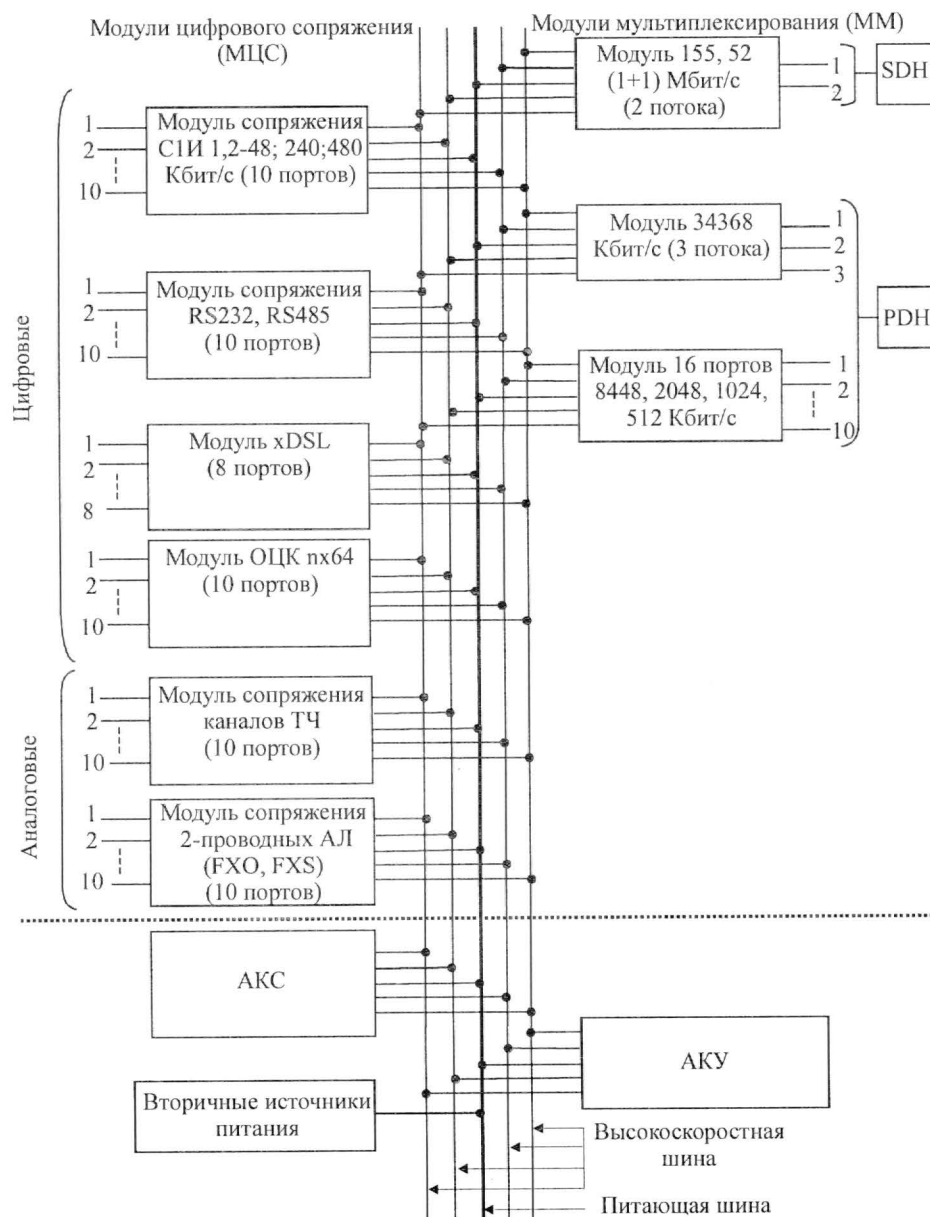 Модули цифрового сопряжения
(МЦС)
Модули мультиплексирования (ММ)
Модуль 155, 52
(1+1) Мбит/с
(2 потока)
1
2
SDH
Цифровые
1
2
10
Модуль сопряжения
С1И 1,2-48; 240;480
Кбит/с (10 портов)
Модуль 34368
Кбит/с (3 потока)
1
2
3
PDH
1
2
10
Модуль сопряжения
RS232, RS485
(10 портов)
Модуль 16 портов
8448, 2048, 1024,
512 Кбит/с
1
2
10
1
2
8
Модуль xDSL
(8 портов)
1
2
10
Модуль ОЦК nx64
(10 портов)
Аналоговые
1
2
10
Модуль сопряжения
каналов ТЧ
(10 портов)
1
2
10
Модуль сопряжения
2-проводных АЛ
(FXO, FXS)
(10 портов)
АКС
АКУ
Вторичные источники
питания
Высокоскоростная
шина
Питающая шина